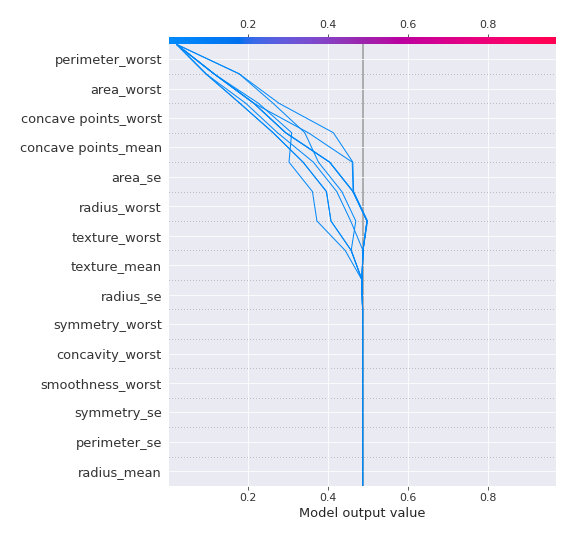 0.2 0.4 0.6 0.8
perimeter_worst
area_worst
concave points_worst
concave points_mean
area_se
radius_worst
texture_worst
texture_mean
radius_se
symmetry_worst
concavity_worst
smoothness_worst
symmetry_se
perimeter_se
radius_mean
0.2 0.4 0.6 0.8
Model output value